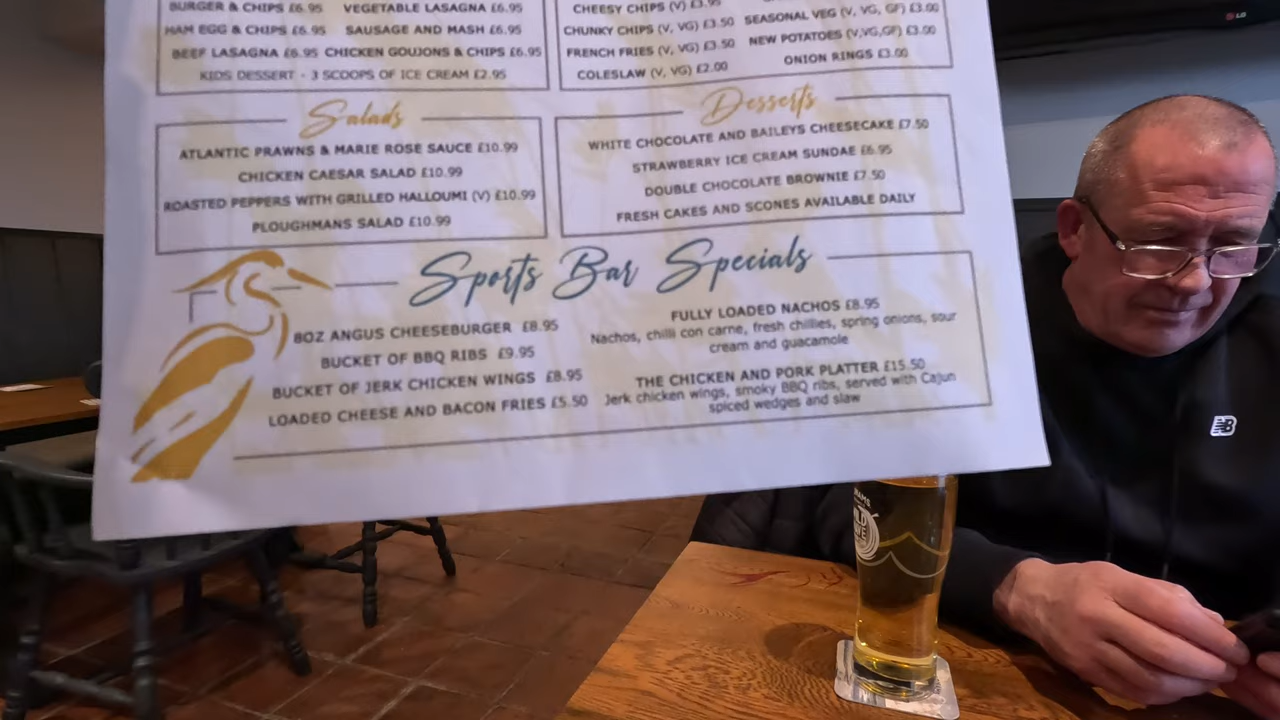 BURGER & CHIPS £6.95 VEGETABLE LASAGNA £6.95
HAM EGG & CHIPS £6.95 SAUSAGE AND MASH £6.95
BEEF LASAGNA £6.95 CHICKEN GOUJONS & CHIPS £6.95
KIDS DESSERT - 3 SCOOPS OF ICE CREAM £2.95
CHEESY CHIPS (V) £3.95
CHUNKY CHIPS (V, VG) £3.50
FRENCH FRIES (V, VG) £3.50
COLESLAW (V, VG) £2.00
SEASONAL VEG (V, VG, GF) £3.00
NEW POTATOES (V,VG,GF) £3.00
ONION RINGS £3.00
Salads
ATLANTIC PRAWNS & MARIE ROSE SAUCE £10.99
CHICKEN CAESAR SALAD £10.99
ROASTED PEPPERS WITH GRILLED HALLOUMI (V) £10.99
PLOUGHMANS SALAD £10.99
Desserts
WHITE CHOCOLATE AND BAILEYS CHEESECAKE £7.50
STRAWBERRY ICE CREAM SUNDAE £6.95
DOUBLE CHOCOLATE BROWNIE £7.50
FRESH CAKES AND SCONES AVAILABLE DAILY
Sports Bar Specials
8OZ ANGUS CHEESEBURGER £8.95
BUCKET OF BBQ RIBS £9.95
BUCKET OF JERK CHICKEN WINGS £8.95
LOADED CHEESE AND BACON FRIES £5.50
FULLY LOADED NACHOS £8.95
Nachos, chilli con carne, fresh chillies, spring onions, sour
cream and guacamole
THE CHICKEN AND PORK PLATTER £15.50
Jerk chicken wings, smoky BBQ ribs, served with Cajun
spiced wedges and slaw
LG
NB